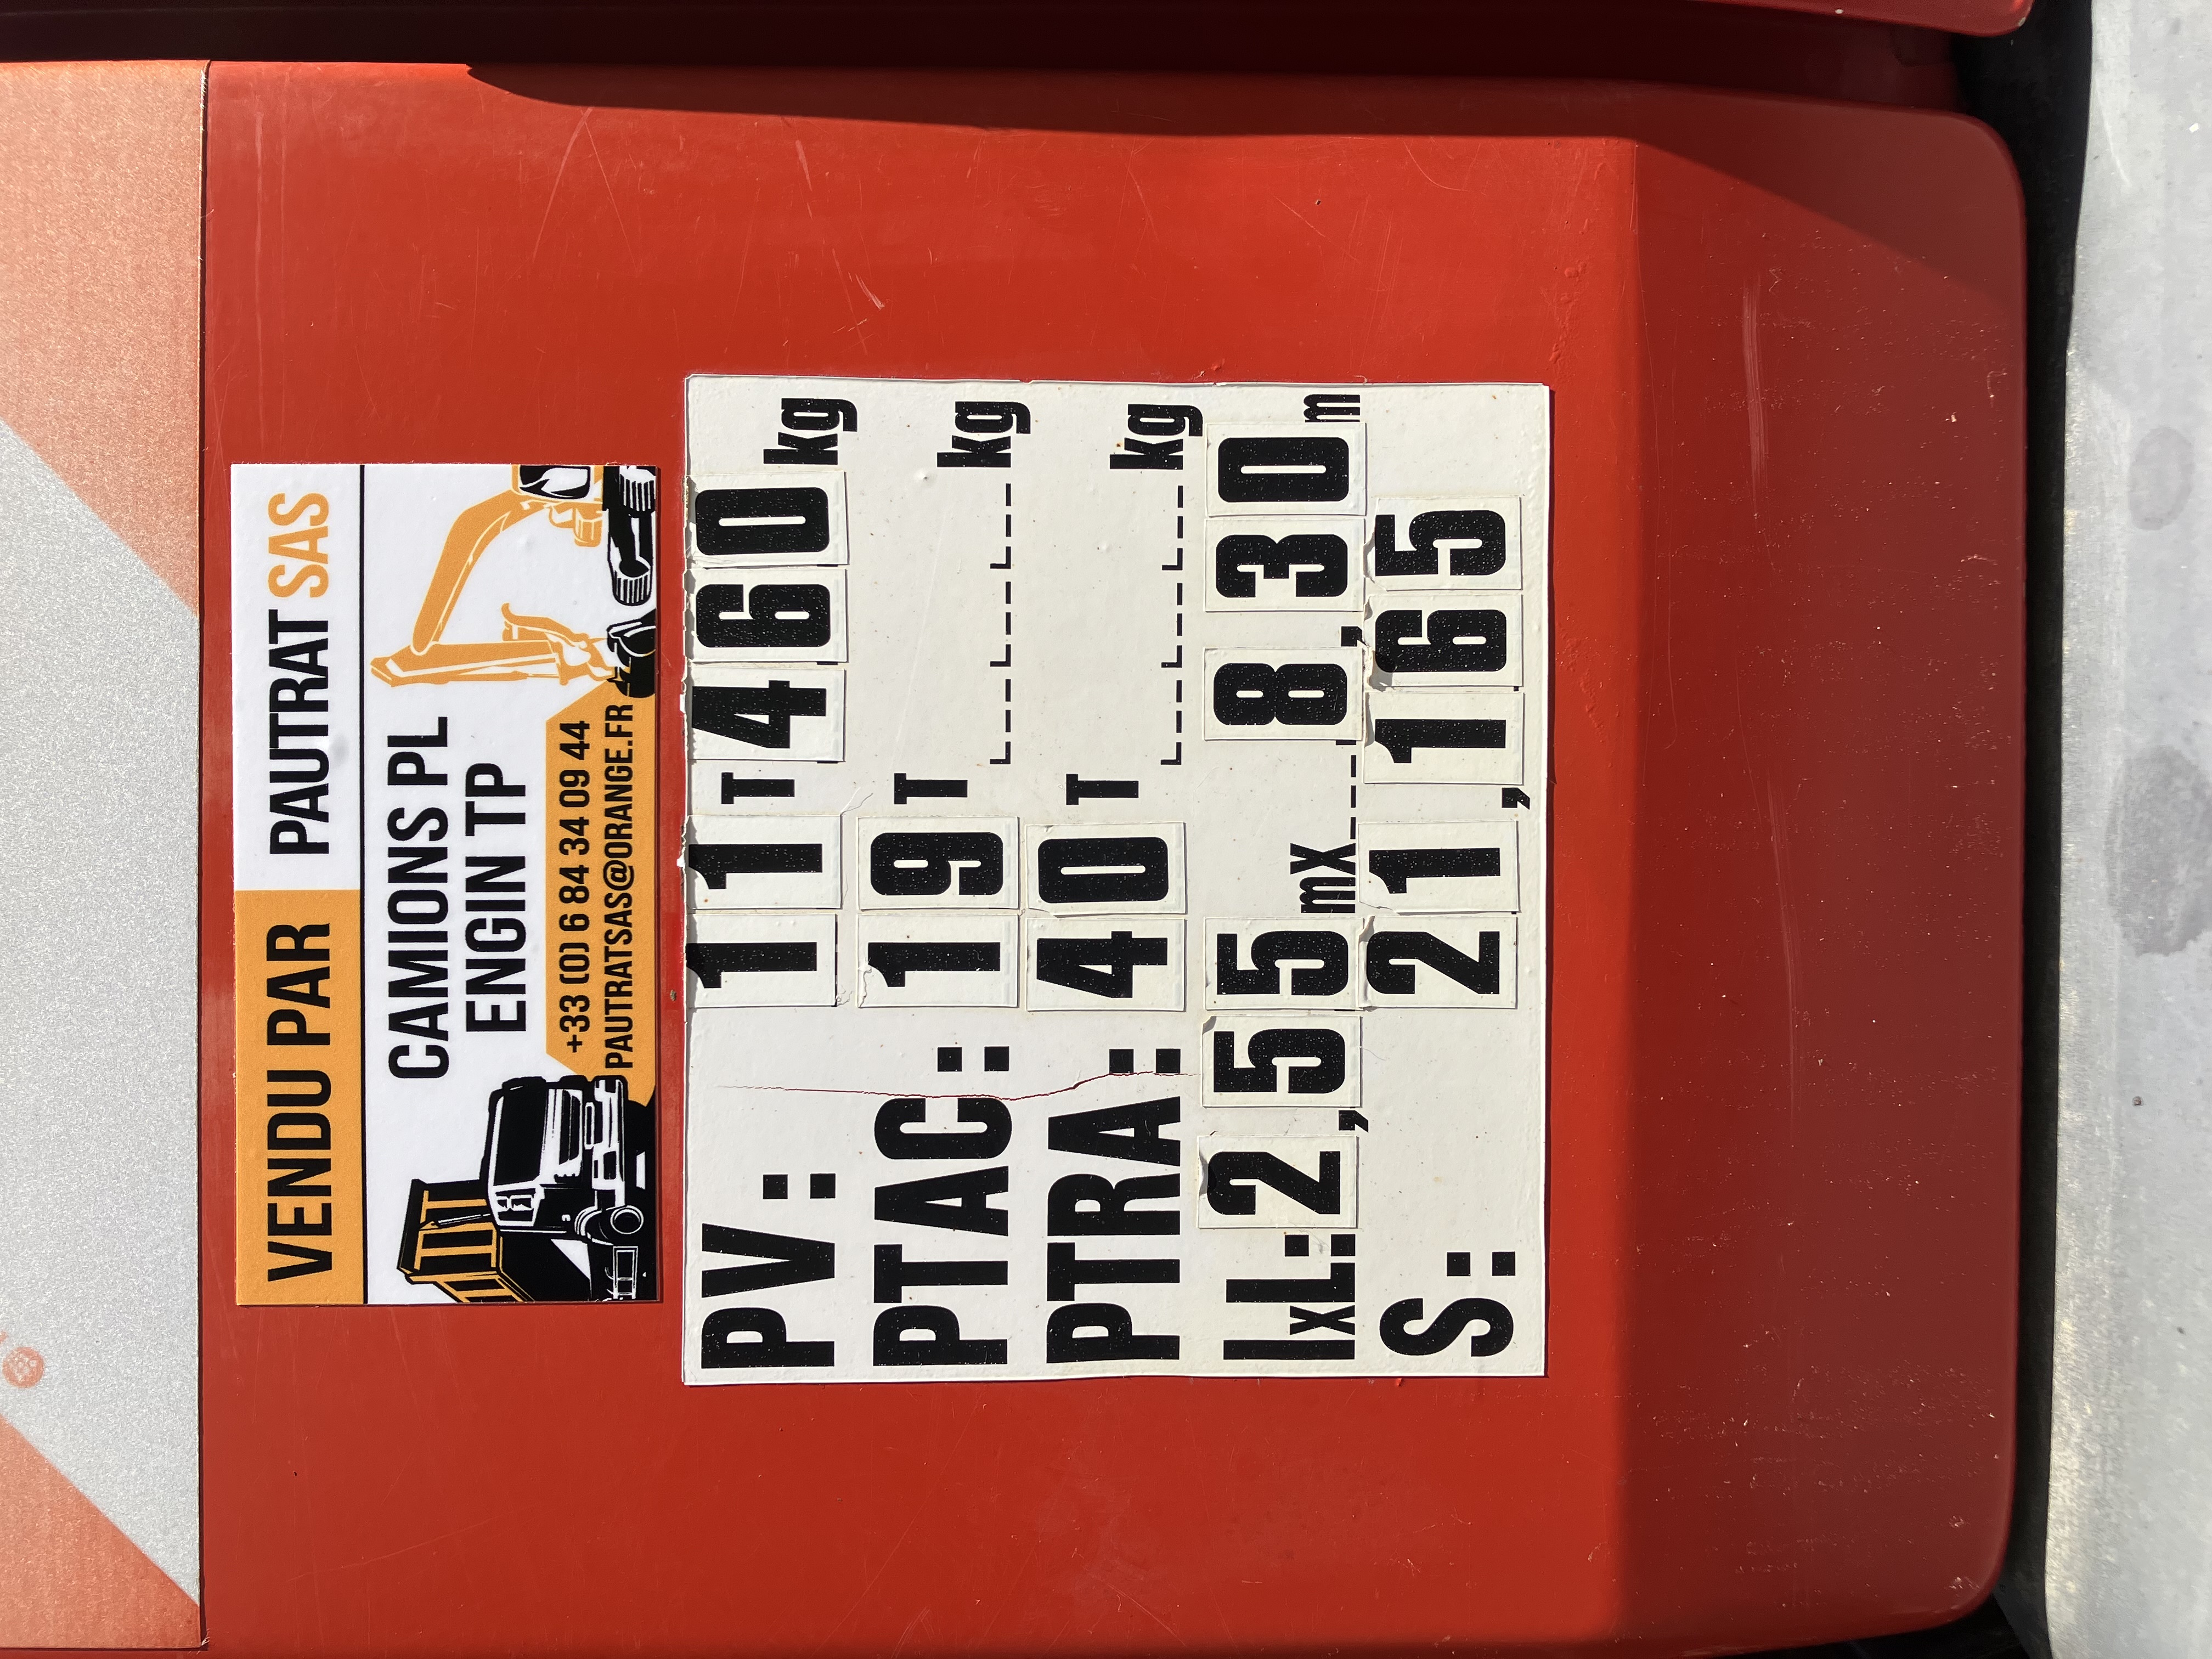 VENDU PAR PAUTRAT SAS
CAMIONS PL
ENGIN TP
+33 (0) 6 84 34 09 44
PAUTRATSAS@ORANGE.FR
PV : 11 T 460 kg
PTAC : 19 T kg
PTRA : 40 T kg
lxL: 2,55 mX 8,30 m
S : 21,165